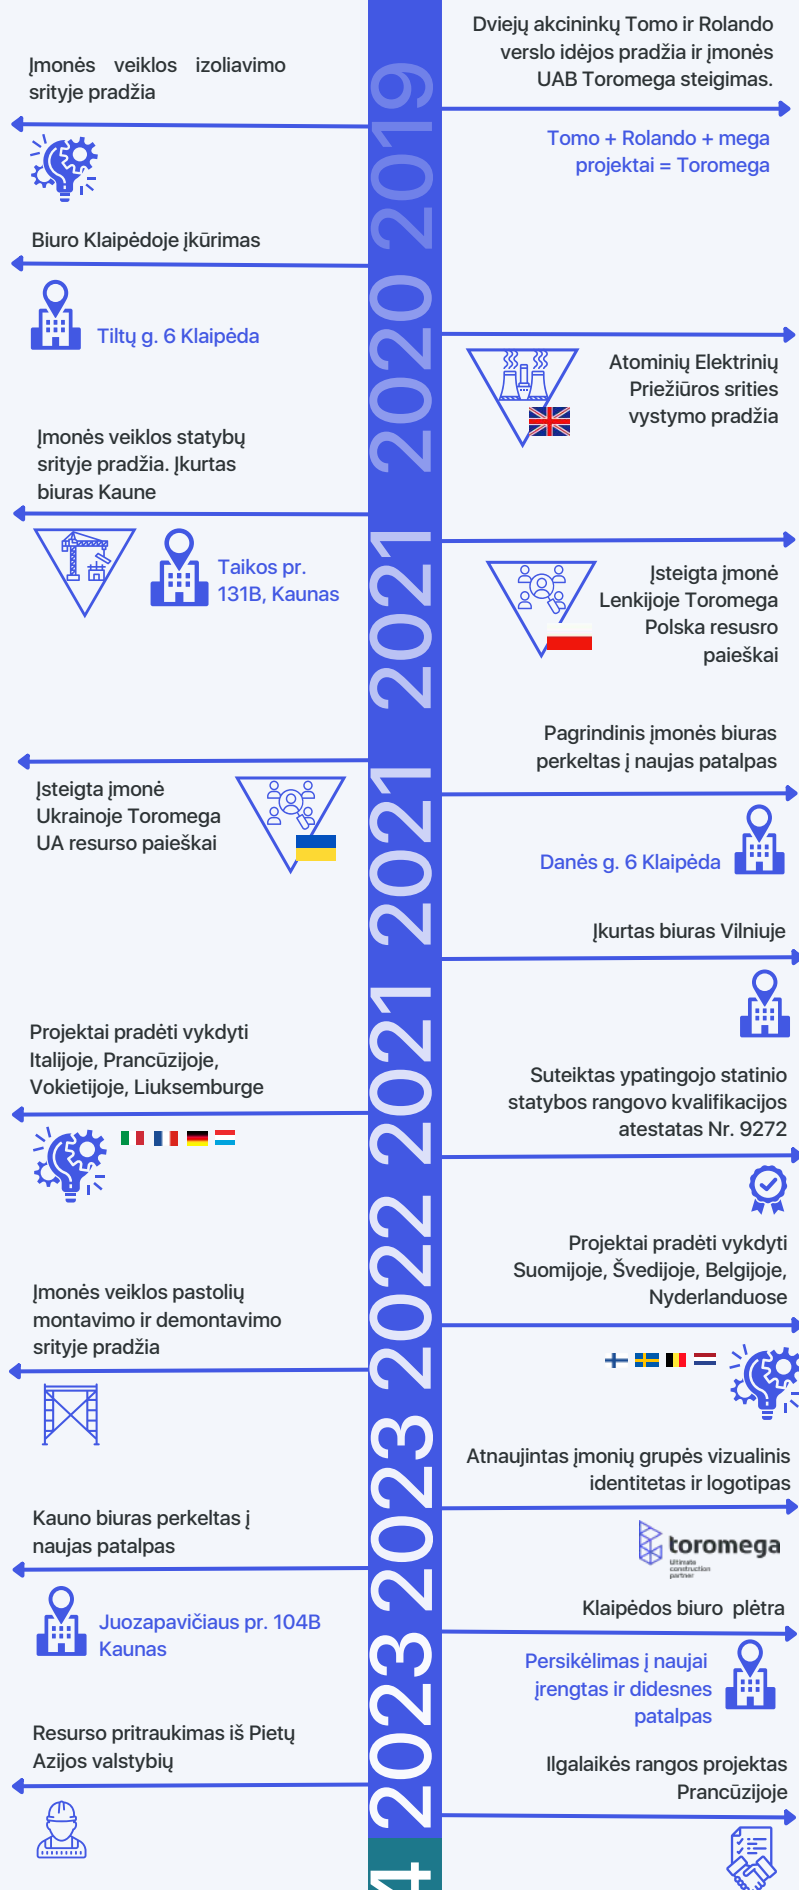 Dviejų akcininkų Tomo ir Rolando
verslo idėjos pradžia ir įmonės
UAB Toromega steigimas.
Įmonės veiklos izoliavimo
srityje pradžia
2019
Tomo + Rolando + mega
projektai = Toromega
Biuro Klaipėdoje įkūrimas
Tiltų g. 6 Klaipėda
2020
Atominių Elektrinių
Priežiūros srities
vystymo pradžia
Įmonės veiklos statybų
srityje pradžia. Įkurtas
biuras Kaune
Taikos pr.
131B, Kaunas
2021
Įsteigta įmonė
Lenkijoje Toromega
Polska resusro
paieškai
Pagrindinis įmonės biuras
perkeltas į naujas patalpas
Įsteigta įmonė
Ukrainoje Toromega
UA resurso paieškai
2021
Danės g. 6 Klaipėda
Įkurtas biuras Vilniuje
Projektai pradėti vykdyti
Italijoje, Prancūzijoje,
Vokietijoje, Liuksemburge
2021
Suteiktas ypatingojo statinio
statybos rangovo kvalifikacijos
atestatas Nr. 9272
Projektai pradėti vykdyti
Suomijoje, Švedijoje, Belgijoje,
Nyderlanduose
2022
Įmonės veiklos pastolių
montavimo ir demontavimo
srityje pradžia
Atnaujintas įmonių grupės vizualinis
identitetas ir logotipas
2023
toromega
Ultimate
construction
partner
Kauno biuras perkeltas į
naujas patalpas
Juozapavičiaus pr. 104B
Kaunas
Klaipėdos biuro plėtra
Persikėlimas į naujai
įrengtas ir didesnes
patalpas
2023
Resurso pritraukimas iš Pietų
Azijos valstybių
Ilgalaikės rangos projektas
Prancūzijoje
4